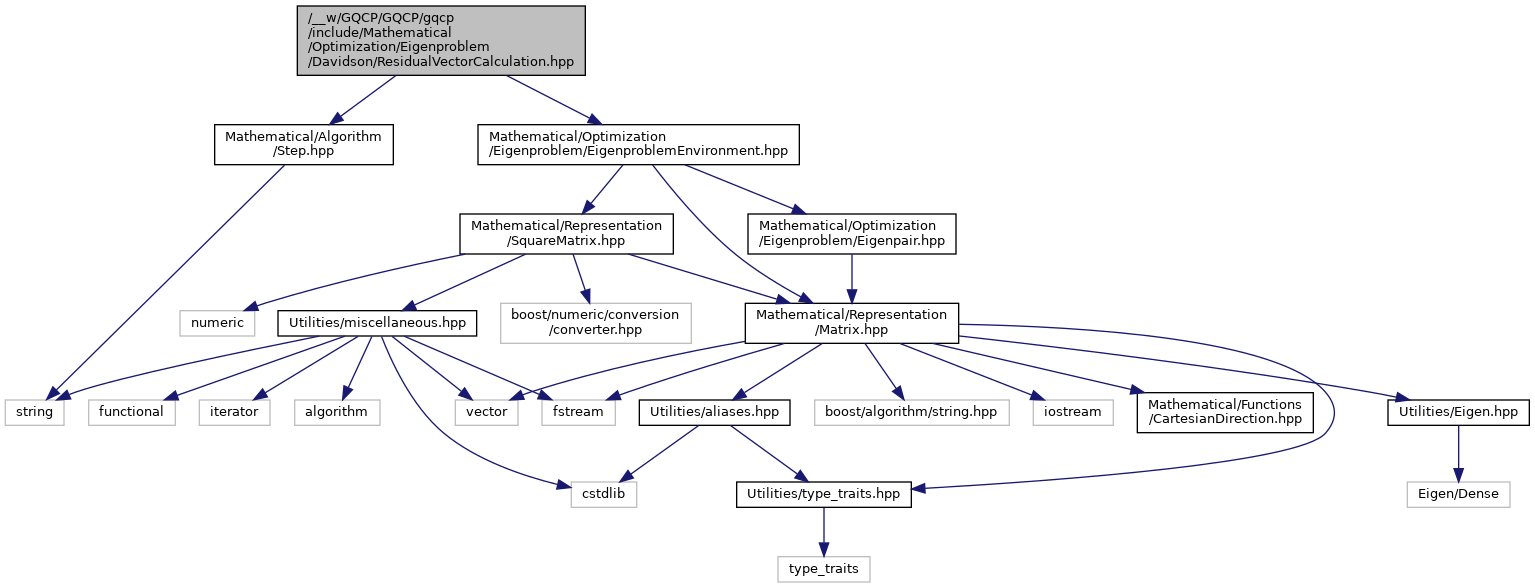 /__w/GQCP/GQCP/gqcp
/include/Mathematical
/Optimization/Eigenproblem
/Davidson/ResidualVectorCalculation.hpp
Mathematical/Algorithm
/Step.hpp
Mathematical/Optimization
/Eigenproblem/EigenproblemEnvironment.hpp
Mathematical/Representation
/SquareMatrix.hpp
Mathematical/Optimization
/Eigenproblem/Eigenpair.hpp
numeric
Utilities/miscellaneous.hpp
boost/numeric/conversion
/converter.hpp
Mathematical/Representation
/Matrix.hpp
string
functional
iterator
algorithm
vector
fstream
Utilities/aliases.hpp
boost/algorithm/string.hpp
iostream
Mathematical/Functions
/CartesianDirection.hpp
Utilities/Eigen.hpp
cstdlib
Utilities/type_traits.hpp
Eigen/Dense
type_traits